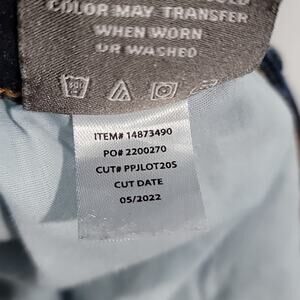 COLOR MAY TRANSFER
WHEN WORN
OR WASHED
ITEM# 14873490
PO# 2200270
CUT# PPJLOT20S
CUT DATE
05/2022